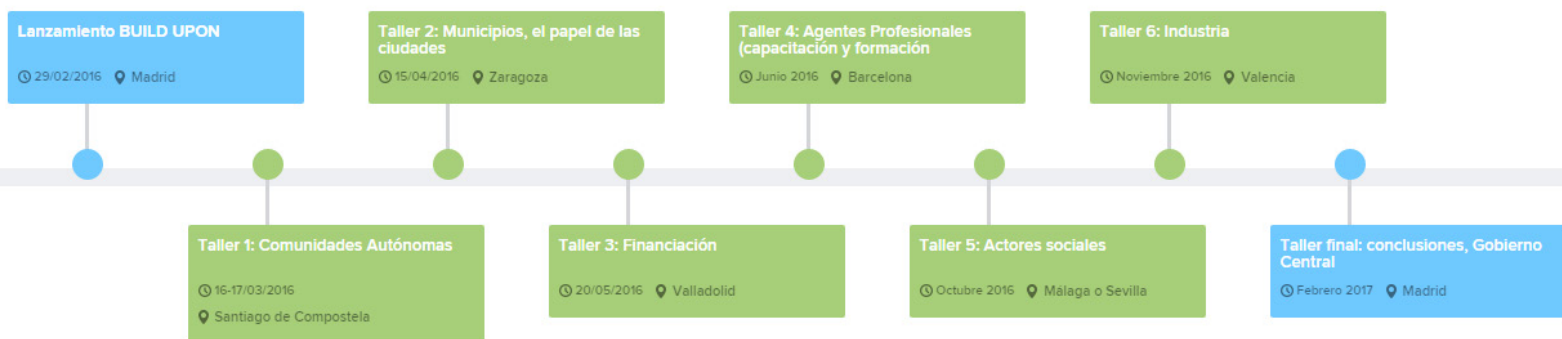 Lanzamiento BUILD UPON
29/02/2016 Madrid
Taller 1: Comunidades Autónomas
16-17/03/2016
Santiago de Compostela
Taller 2: Municipios, el papel de las
ciudades
15/04/2016 Zaragoza
Taller 3: Financiación
20/05/2016 Valladolid
Taller 4: Agentes Profesionales
(capacitación y formación
Junio 2016 Barcelona
Taller 5: Actores sociales
Octubre 2016 Málaga o Sevilla
Taller 6: Industria
Noviembre 2016 Valencia
Taller final: conclusiones, Gobierno
Central
Febrero 2017 Madrid